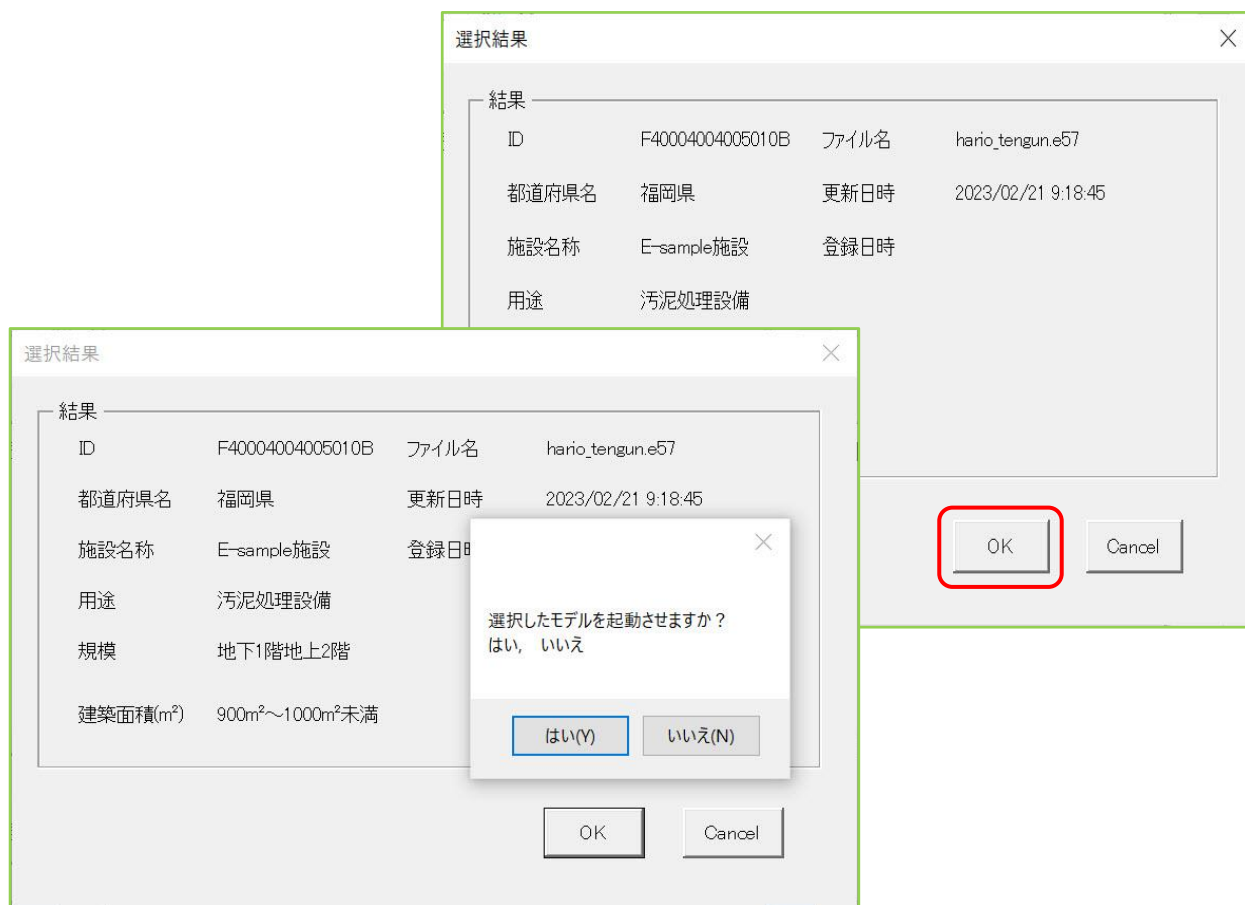 選択結果
結果
ID F40004004005010B ファイル名 hario_tengun.e57
都道府県名 福岡県 更新日時 2023/02/21 9:18:45
施設名称 E-sample施設 登録日時
用途 汚泥処理設備
OK Cancel
選択結果
結果
ID F40004004005010B ファイル名 hario_tengun.e57
都道府県名 福岡県 更新日時 2023/02/21 9:18:45
施設名称 E-sample施設 登録日
用途 汚泥処理設備
規模 地下1階地上2階
建築面積(m²) 900m²～1000m²未満
選択したモデルを起動させますか？
はい, いいえ
はい(Y) いいえ(N)
OK Cancel